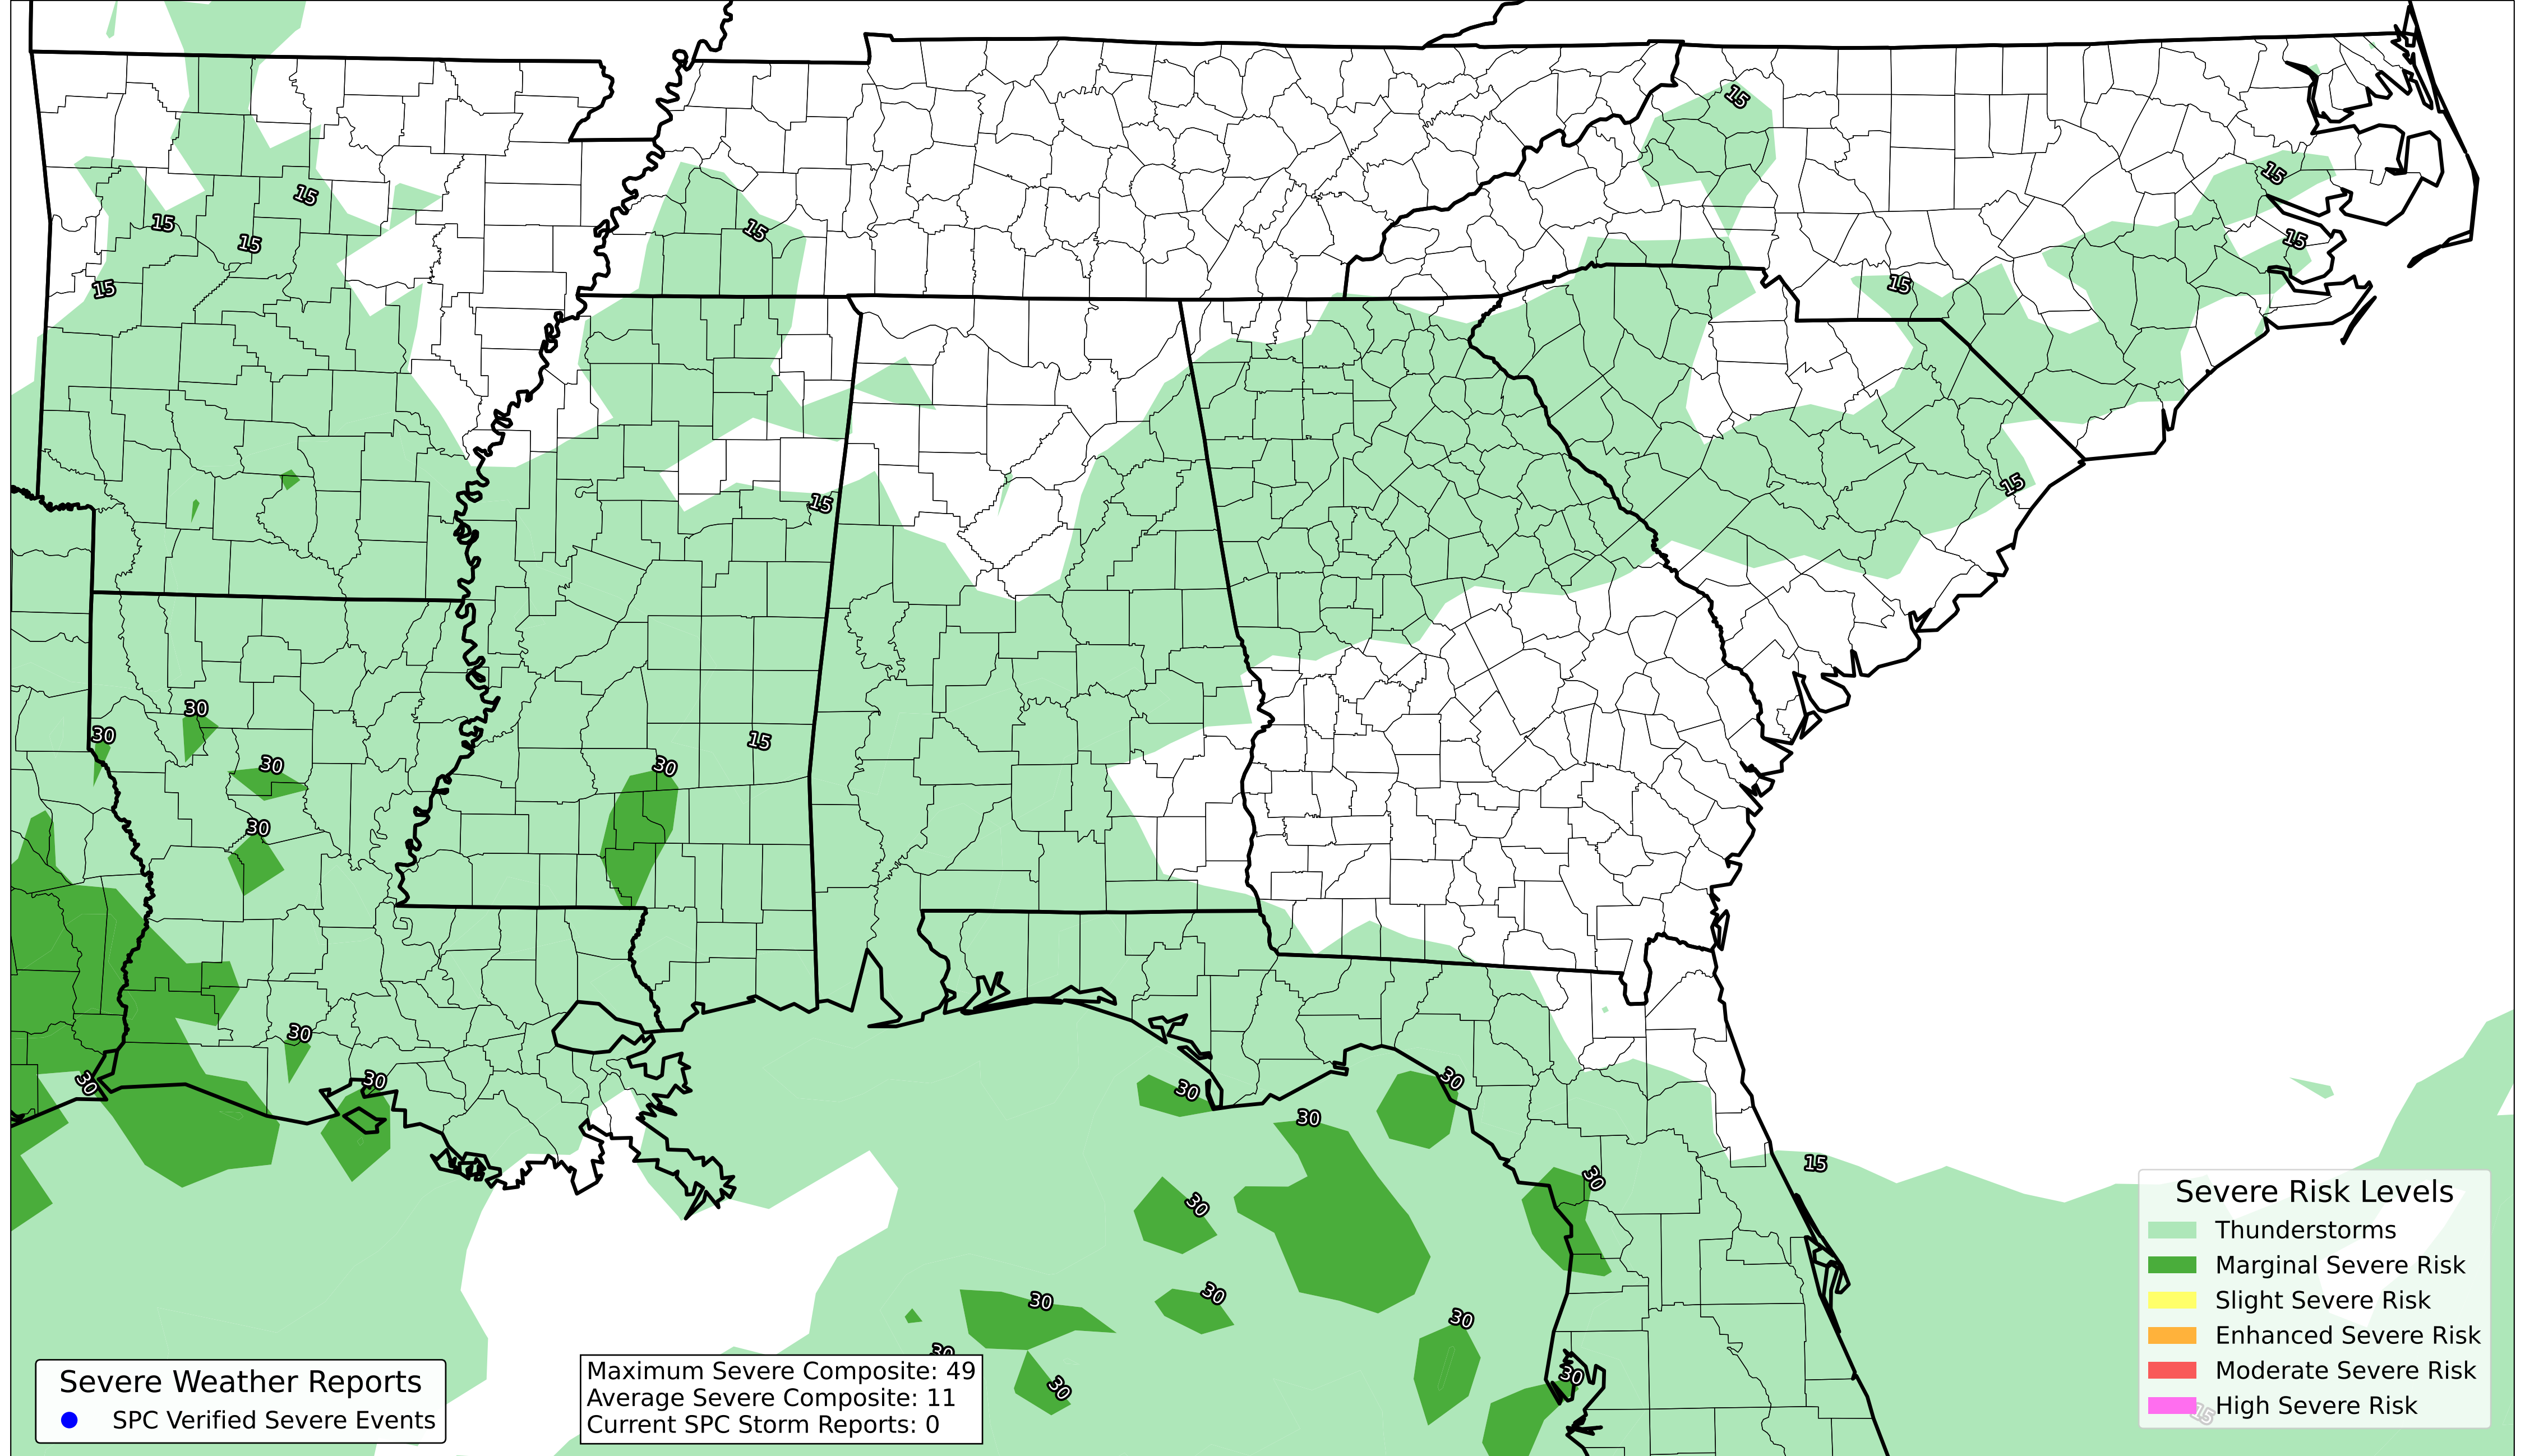 15
15
15
15
15
15
15
15
15
15
15
30
30
15
30
30
30
30
30
30
30
30
30
15
30
30
30
30
30
30
30
30
15
Severe Risk Levels
Thunderstorms
Marginal Severe Risk
Slight Severe Risk
Enhanced Severe Risk
Moderate Severe Risk
High Severe Risk
Severe Weather Reports
SPC Verified Severe Events
Maximum Severe Composite: 49
Average Severe Composite: 11
Current SPC Storm Reports: 0